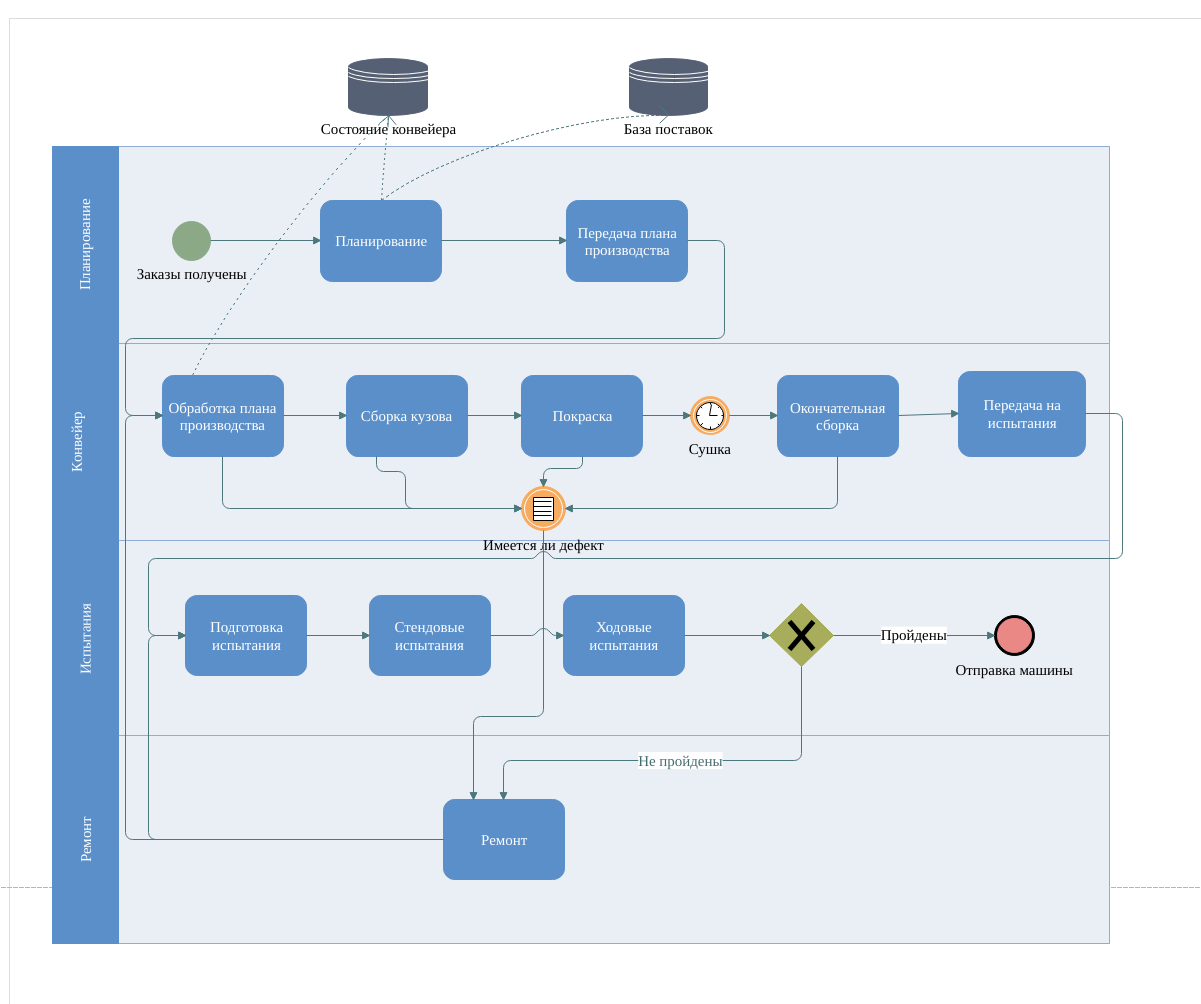 Состояние конвейера
База поставок
Планирование
Заказы получены
Планирование
Передача плана
производства
Конвейер
Обработка плана
производства
Сборка кузова
Покраска
Сушка
Окончательная
сборка
Передача на
испытания
Имеется ли дефект
Испытания
Подготовка
испытания
Стендовые
испытания
Ходовые
испытания
Пройдены
Отправка машины
Не пройдены
Ремонт
Ремонт